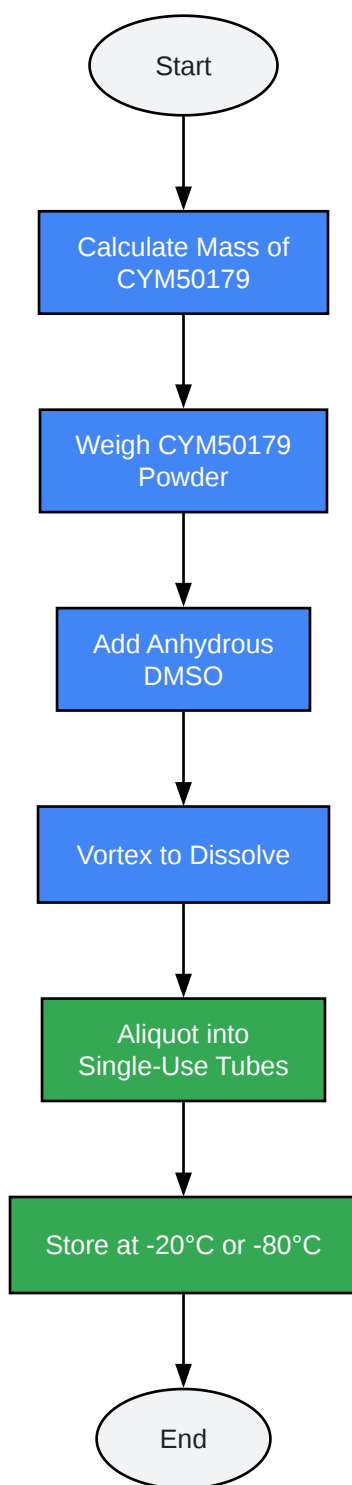 Start
Calculate Mass of
CYM50179
Weigh CYM50179
Powder
Add Anhydrous
DMSO
Vortex to Dissolve
Aliquot into
Single-Use Tubes
Store at -20°C or -80°C
End